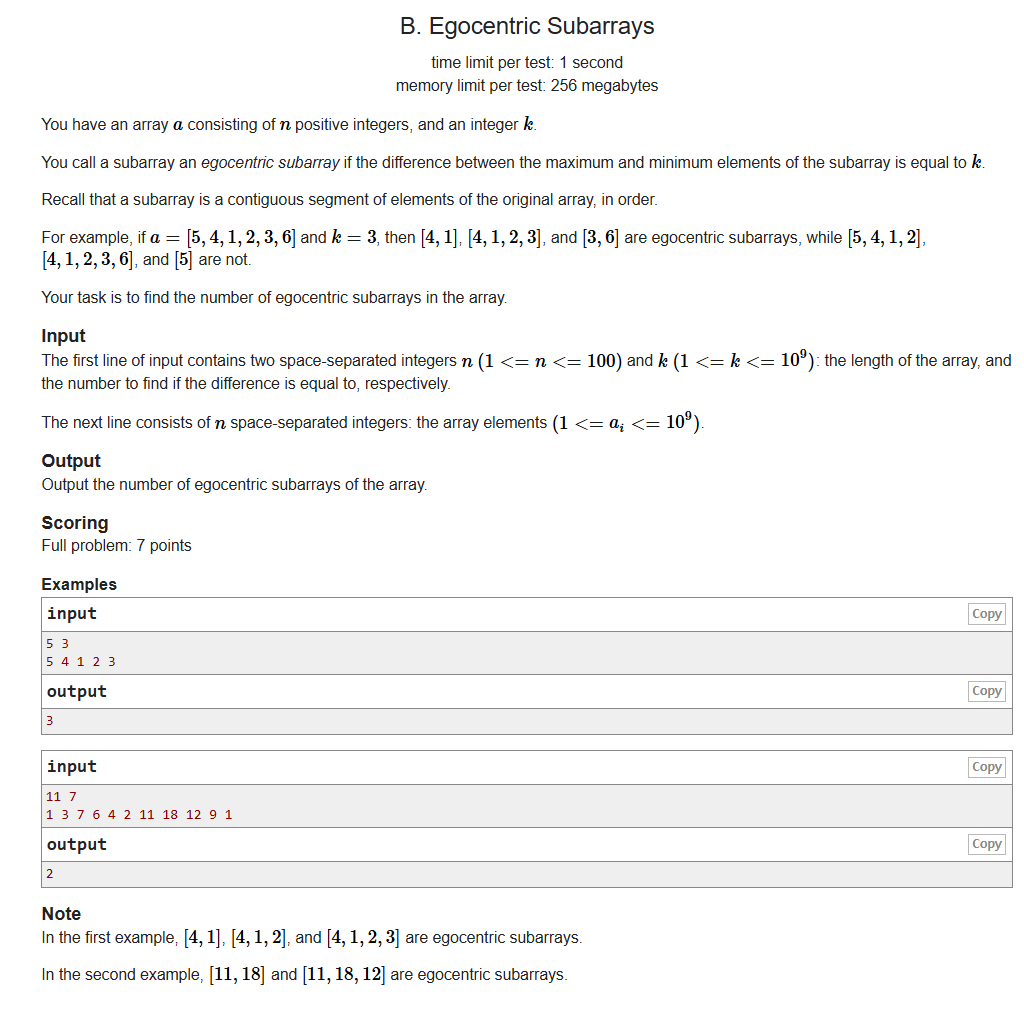 B. Egocentric Subarrays
time limit per test: 1 second
memory limit per test: 256 megabytes
You have an array a consisting of n positive integers, and an integer k.
You call a subarray an egocentric subarray if the difference between the maximum and minimum elements of the subarray is equal to k.
Recall that a subarray is a contiguous segment of elements of the original array, in order.
For example, if a = [5, 4, 1, 2, 3, 6] and k = 3, then [4, 1], [4, 1, 2, 3], and [3, 6] are egocentric subarrays, while [5, 4, 1, 2],
[4, 1, 2, 3, 6], and [5] are not.
Your task is to find the number of egocentric subarrays in the array.
Input
The first line of input contains two space-separated integers n (1 <= n <= 100) and k (1 <= k <= 10⁹): the length of the array, and
the number to find if the difference is equal to, respectively.
The next line consists of n space-separated integers: the array elements (1 <= aᵢ <= 10⁹).
Output
Output the number of egocentric subarrays of the array.
Scoring
Full problem: 7 points
Examples
input Copy
5 3
5 4 1 2 3
output Copy
3
input Copy
11 7
1 3 7 6 4 2 11 18 12 9 1
output Copy
2
Note
In the first example, [4, 1], [4, 1, 2], and [4, 1, 2, 3] are egocentric subarrays.
In the second example, [11, 18] and [11, 18, 12] are egocentric subarrays.